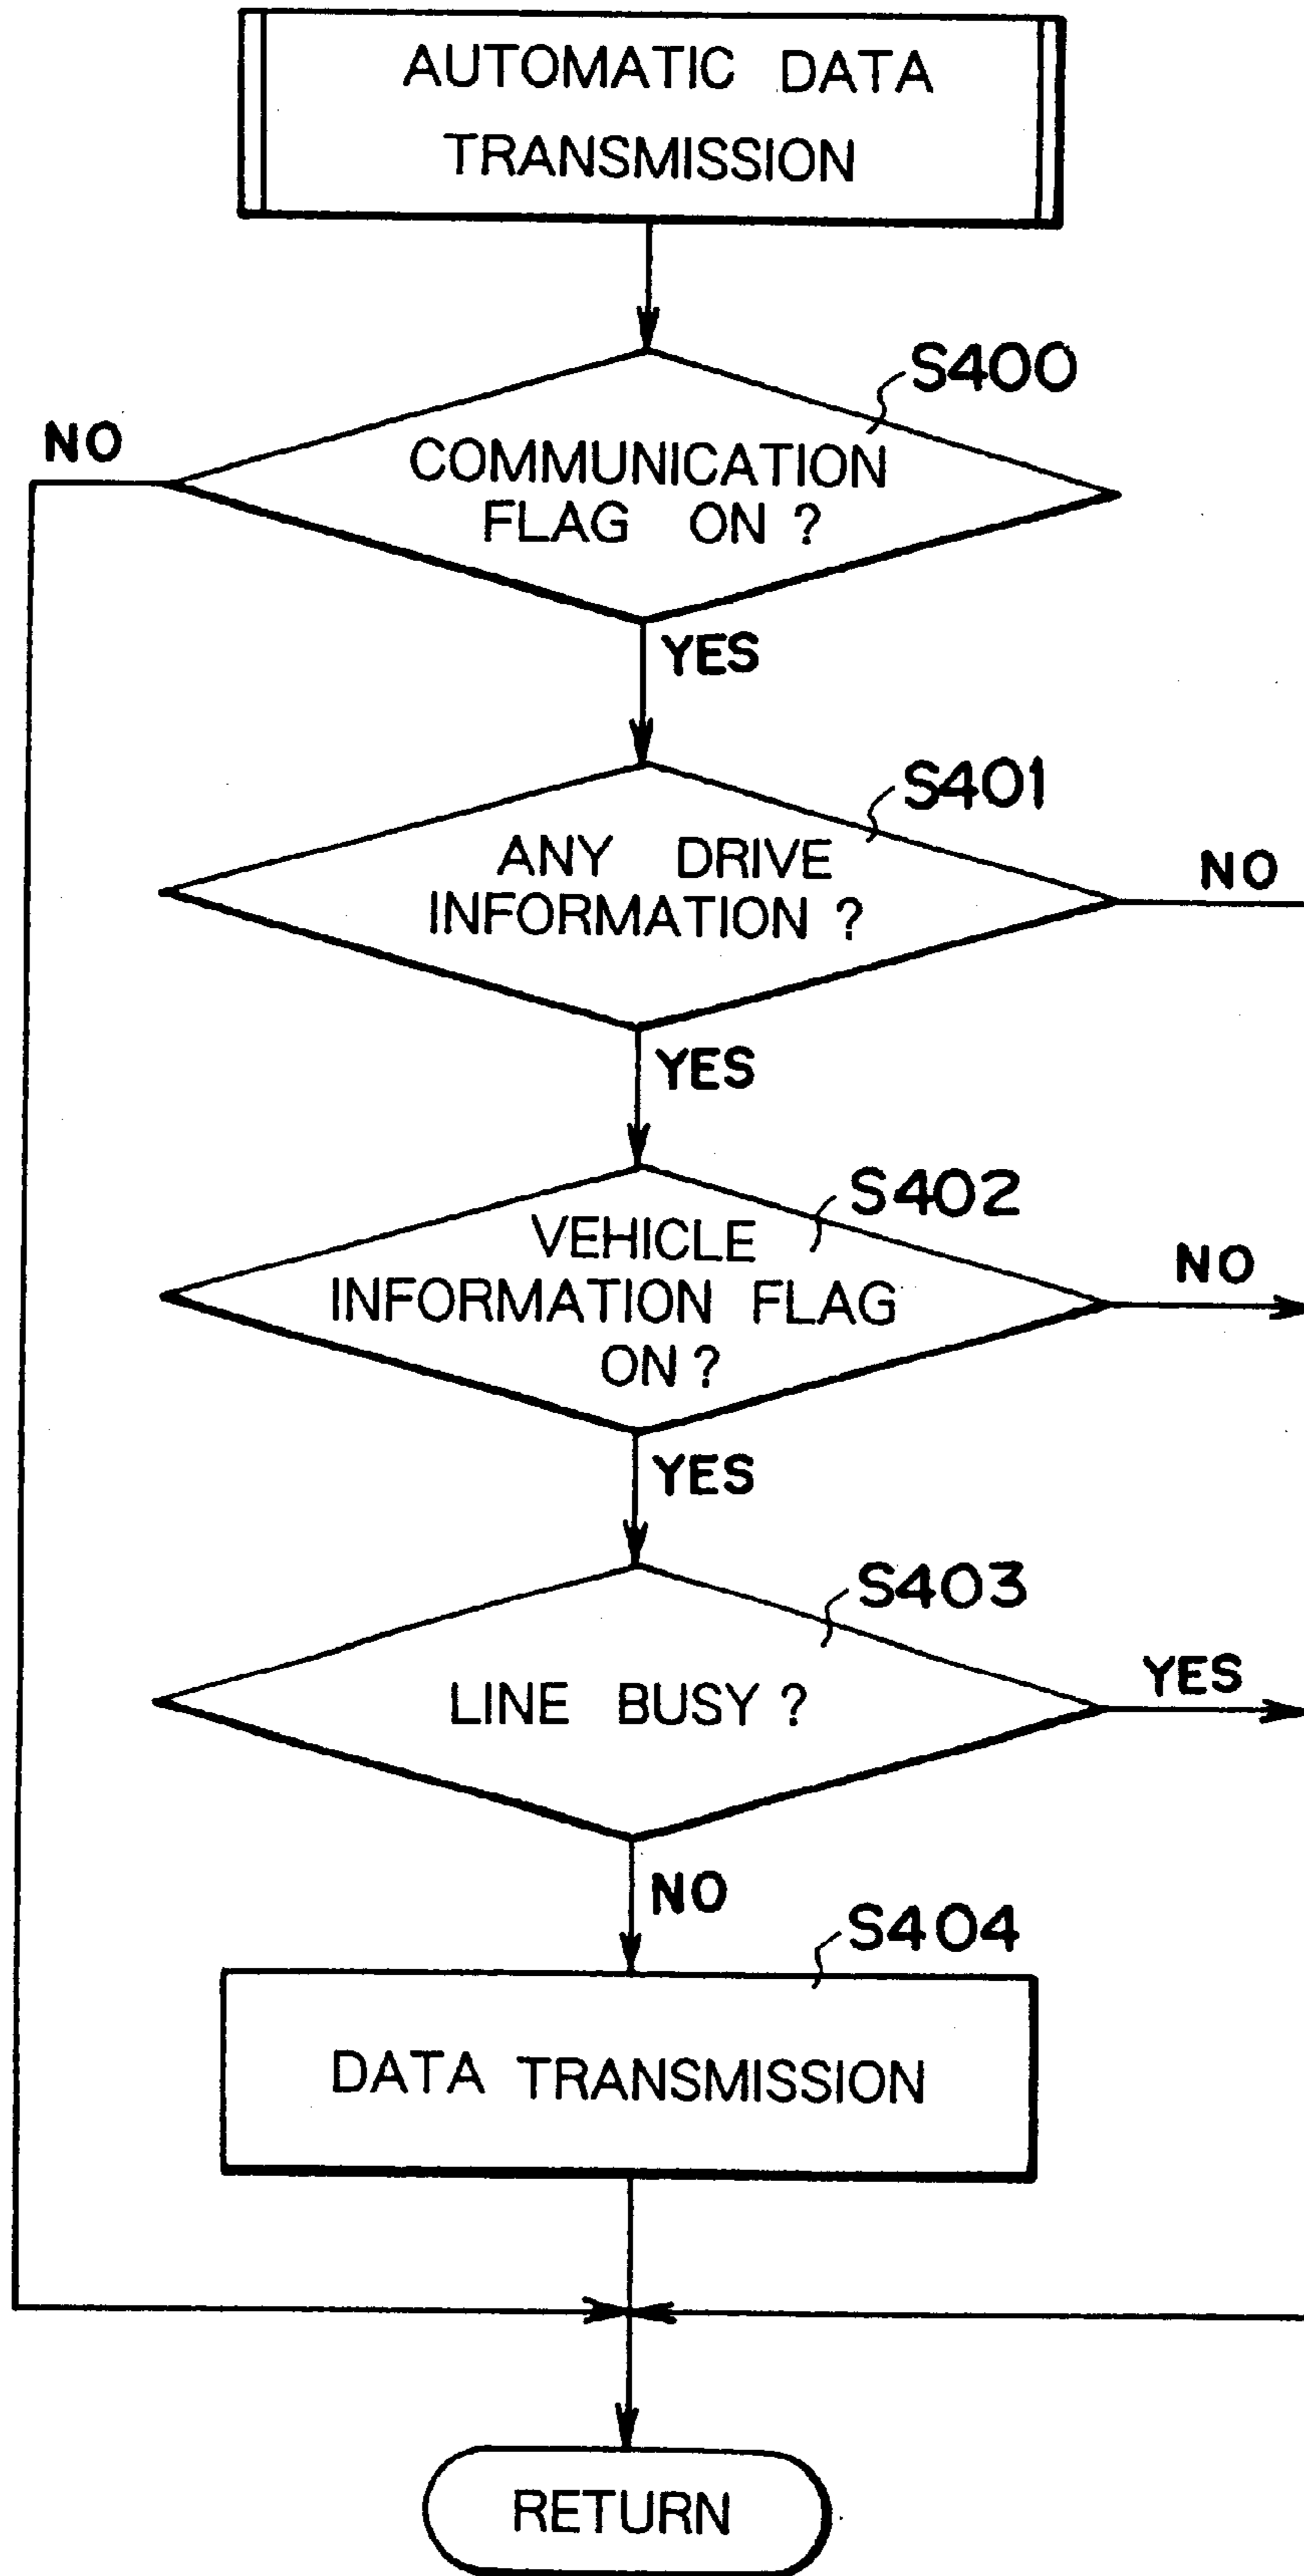 AUTOMATIC DATA
TRANSMISSION
S400
NO
COMMUNICATION
FLAG ON ?
YES
S401
ANY DRIVE
INFORMATION ?
NO
YES
S402
VEHICLE
INFORMATION FLAG
ON ?
NO
YES
S403
LINE BUSY ?
YES
NO
S404
DATA TRANSMISSION
RETURN